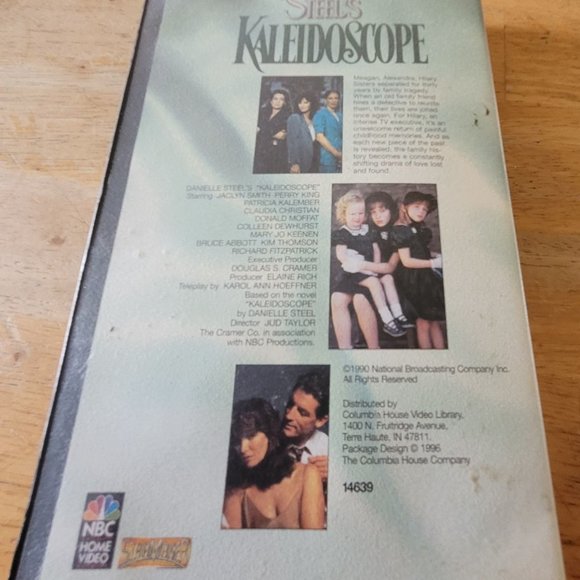 STEEL'S
KALEIDOSCOPE
Meagan, Alexandra, Hilary.
Sisters separated for thirty
years by family tragedy.
When an old family friend
hires a detective to reunite
them, their lives are joined
once again. For Hilary, an
intense TV executive, it's an
unwelcome return of painful
childhood memories. And as
each new piece of the past
is revealed, the family his-
tory becomes a constantly
shifting drama of love lost
and found.
DANIELLE STEEL'S "KALEIDOSCOPE"
Starring JACLYN SMITH PERRY KING
PATRICIA KALEMBER
CLAUDIA CHRISTIAN
DONALD MOFFAT
COLLEEN DEWHURST
MARY JO KEENEN
BRUCE ABBOTT KIM THOMSON
RICHARD FITZPATRICK
Executive Producer
DOUGLAS S. CRAMER
Producer ELAINE RICH
Teleplay by KAROL ANN HOEFFNER
Based on the novel
"KALEIDOSCOPE"
by DANIELLE STEEL
Director JUD TAYLOR
The Cramer Co. in association
with NBC Productions.
©1990 National Broadcasting Company Inc.
All Rights Reserved
Distributed by
Columbia House Video Library,
1400 N. Fruitridge Avenue,
Terre Haute, IN 47811.
Package Design © 1996
The Columbia House Company
14639
NBC
HOME
VIDEO